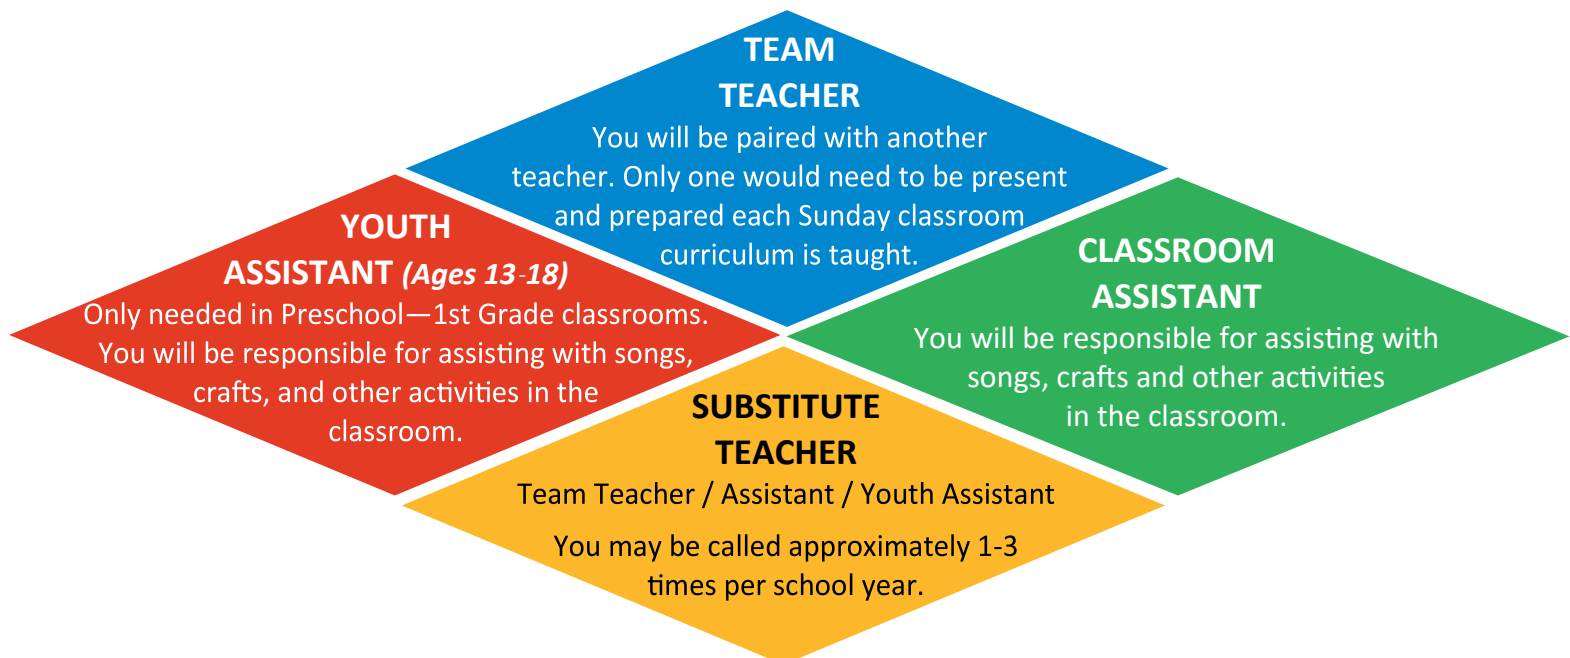 TEAM
TEACHER
You will be paired with another
teacher. Only one would need to be present
and prepared each Sunday classroom
curriculum is taught.
YOUTH
ASSISTANT (Ages 13-18)
Only needed in Preschool—1st Grade classrooms.
You will be responsible for assisting with songs,
crafts, and other activities in the
classroom.
CLASSROOM
ASSISTANT
You will be responsible for assisting with
songs, crafts and other activities
in the classroom.
SUBSTITUTE
TEACHER
Team Teacher / Assistant / Youth Assistant
You may be called approximately 1-3
times per school year.